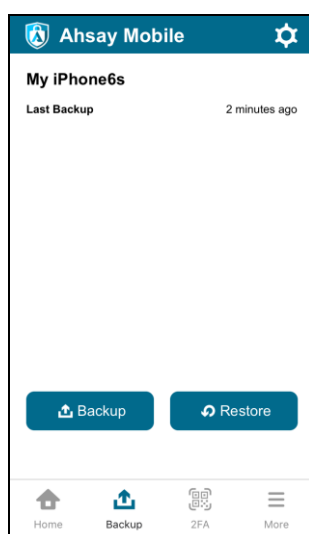 Ahsay Mobile
My iPhone6s
Last Backup 2 minutes ago
Backup Restore
Home Backup 2FA More